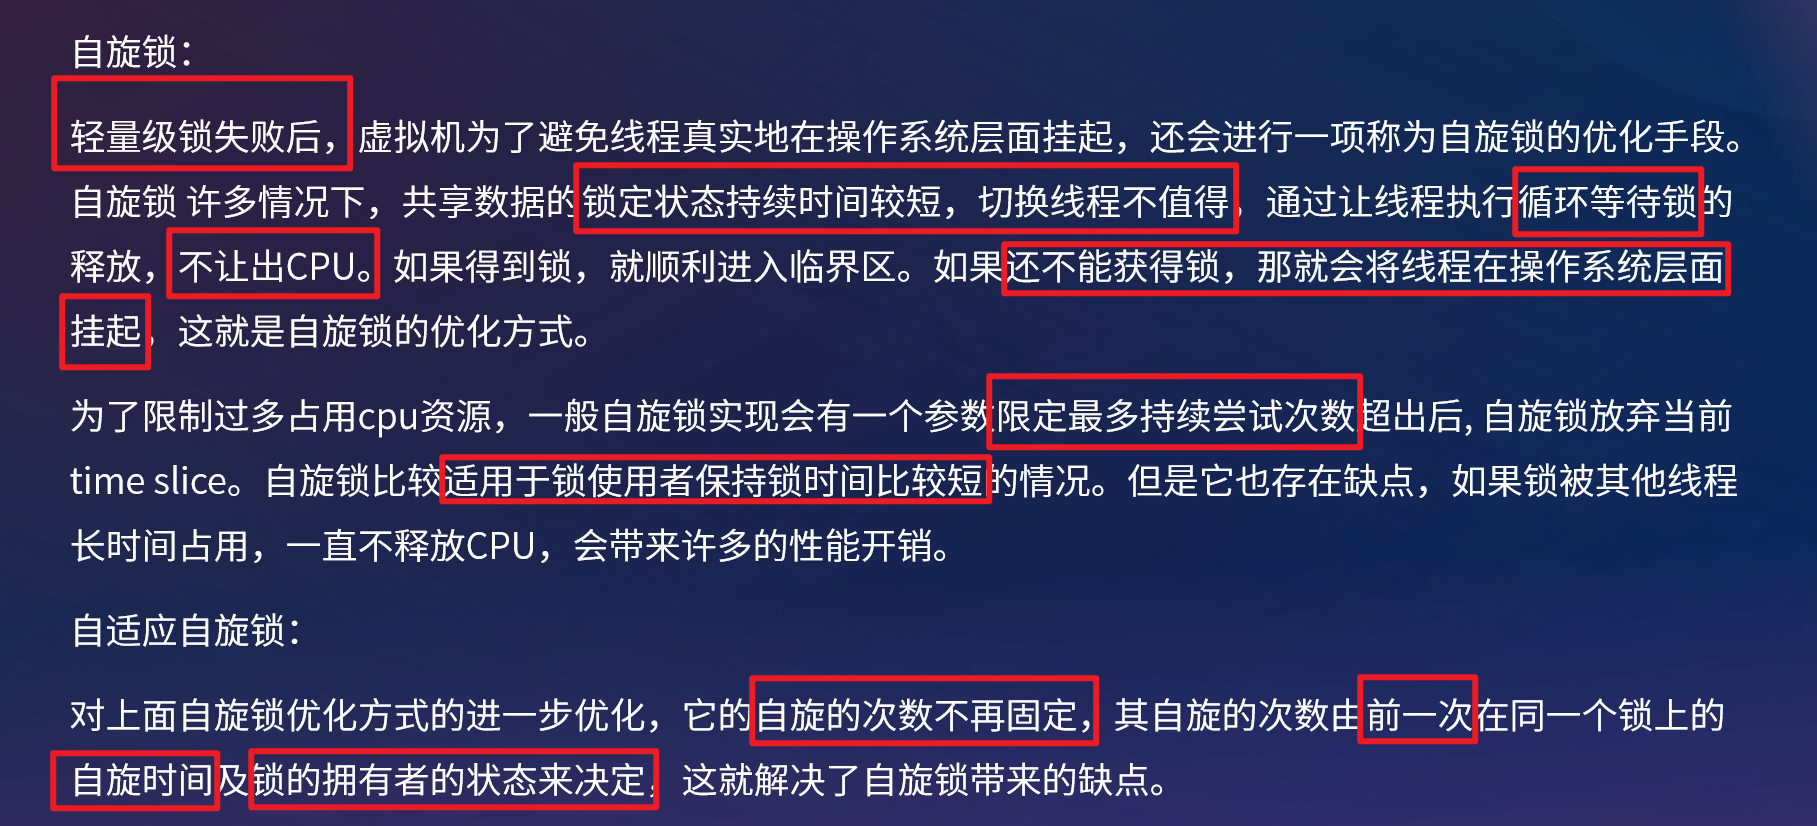 自旋锁：
轻量级锁失败后，虚拟机为了避免线程真实地在操作系统层面挂起，还会进行一项称为自旋锁的优化手段。
自旋锁 许多情况下，共享数据的锁定状态持续时间较短，切换线程不值得，通过让线程执行循环等待锁的
释放，不让出CPU。如果得到锁，就顺利进入临界区。如果还不能获得锁，那就会将线程在操作系统层面
挂起，这就是自旋锁的优化方式。
为了限制过多占用cpu资源，一般自旋锁实现会有一个参数限定最多持续尝试次数超出后, 自旋锁放弃当前
time slice。自旋锁比较适用于锁使用者保持锁时间比较短的情况。但是它也存在缺点，如果锁被其他线程
长时间占用，一直不释放CPU，会带来许多的性能开销。
自适应自旋锁：
对上面自旋锁优化方式的进一步优化，它的自旋的次数不再固定，其自旋的次数由前一次在同一个锁上的
自旋时间及锁的拥有者的状态来决定，这就解决了自旋锁带来的缺点。